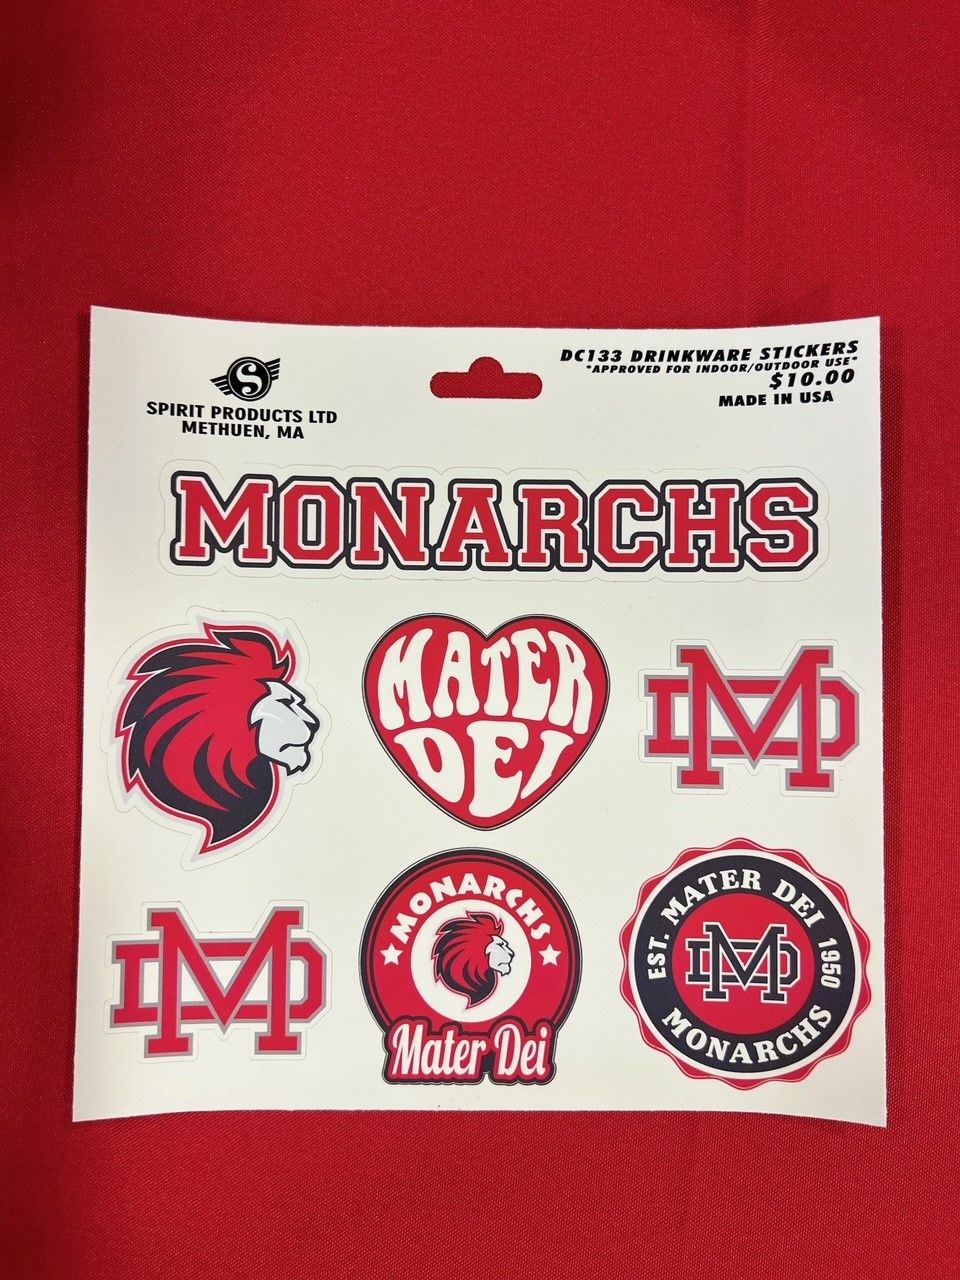 S
SPIRIT PRODUCTS LTD
METHUEN, MA
DC133 DRINKWARE STICKERS
*APPROVED FOR INDOOR/OUTDOOR USE*
$10.00
MADE IN USA
MONARCHS
MATER
DEI
MD
MD
MONARCHS
Mater Dei
EST. MATER DEI 1950
MD
MONARCHS